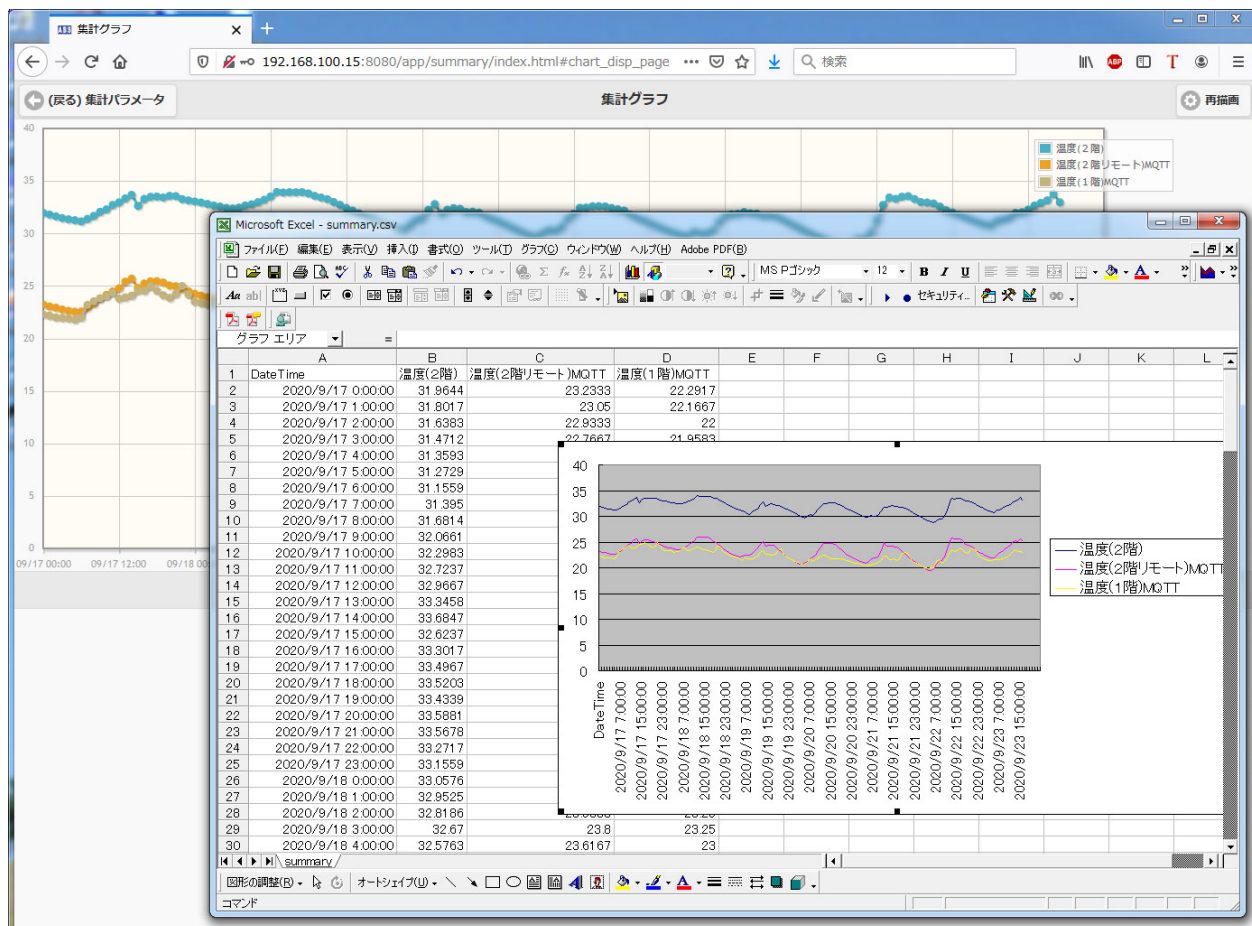 集計グラフ
192.168.100.15:8080/app/summary/index.html#chart_disp_page
検索
(戻る) 集計パラメータ
集計グラフ
再描画
40
35
30
25
20
15
10
5
0
09/17 00:00 09/17 12:00 09/18 00:
温度(2階)
温度(2階リモート)MQTT
温度(1階)MQTT
Microsoft Excel - summary.csv
ファイル(F) 編集(E) 表示(V) 挿入(I) 書式(O) ツール(T) グラフ(C) ウィンドウ(W) ヘルプ(H) Adobe PDF(B)
MS Pゴシック 12 B I U
セキュリティ...
グラフ エリア =
A B C D E F G H I J K L
1 DateTime 温度(2階) 温度(2階リモート)MQTT 温度(1階)MQTT
2 2020/9/17 0:00:00 31.9644 23.2333 22.2917
3 2020/9/17 1:00:00 31.8017 23.05 22.1667
4 2020/9/17 2:00:00 31.6383 22.9333 22
5 2020/9/17 3:00:00 31.4712 22.7667 21.9583
6 2020/9/17 4:00:00 31.3593
7 2020/9/17 5:00:00 31.2729
8 2020/9/17 6:00:00 31.1559
9 2020/9/17 7:00:00 31.395
10 2020/9/17 8:00:00 31.6814
11 2020/9/17 9:00:00 32.0661
12 2020/9/17 10:00:00 32.2983
13 2020/9/17 11:00:00 32.7237
14 2020/9/17 12:00:00 32.9667
15 2020/9/17 13:00:00 33.3458
16 2020/9/17 14:00:00 33.6847
17 2020/9/17 15:00:00 32.6237
18 2020/9/17 16:00:00 33.3017
19 2020/9/17 17:00:00 33.4967
20 2020/9/17 18:00:00 33.5203
21 2020/9/17 19:00:00 33.4339
22 2020/9/17 20:00:00 33.5881
23 2020/9/17 21:00:00 33.5678
24 2020/9/17 22:00:00 33.2717
25 2020/9/17 23:00:00 33.1559
26 2020/9/18 0:00:00 33.0576
27 2020/9/18 1:00:00 32.9525
28 2020/9/18 2:00:00 32.8186
29 2020/9/18 3:00:00 32.67 23.8 23.25
30 2020/9/18 4:00:00 32.5763 23.6167 23
40
35
30
25
20
15
10
5
0
DateTime
2020/9/17 7:00:00
2020/9/17 15:00:00
2020/9/17 23:00:00
2020/9/18 7:00:00
2020/9/18 15:00:00
2020/9/18 23:00:00
2020/9/19 7:00:00
2020/9/19 15:00:00
2020/9/19 23:00:00
2020/9/20 7:00:00
2020/9/20 15:00:00
2020/9/20 23:00:00
2020/9/21 7:00:00
2020/9/21 15:00:00
2020/9/21 23:00:00
2020/9/22 7:00:00
2020/9/22 15:00:00
2020/9/22 23:00:00
2020/9/23 7:00:00
2020/9/23 15:00:00
温度(2階)
温度(2階リモート)MQTT
温度(1階)MQTT
summary
図形の調整(R) オートシェイプ(U)
コマンド